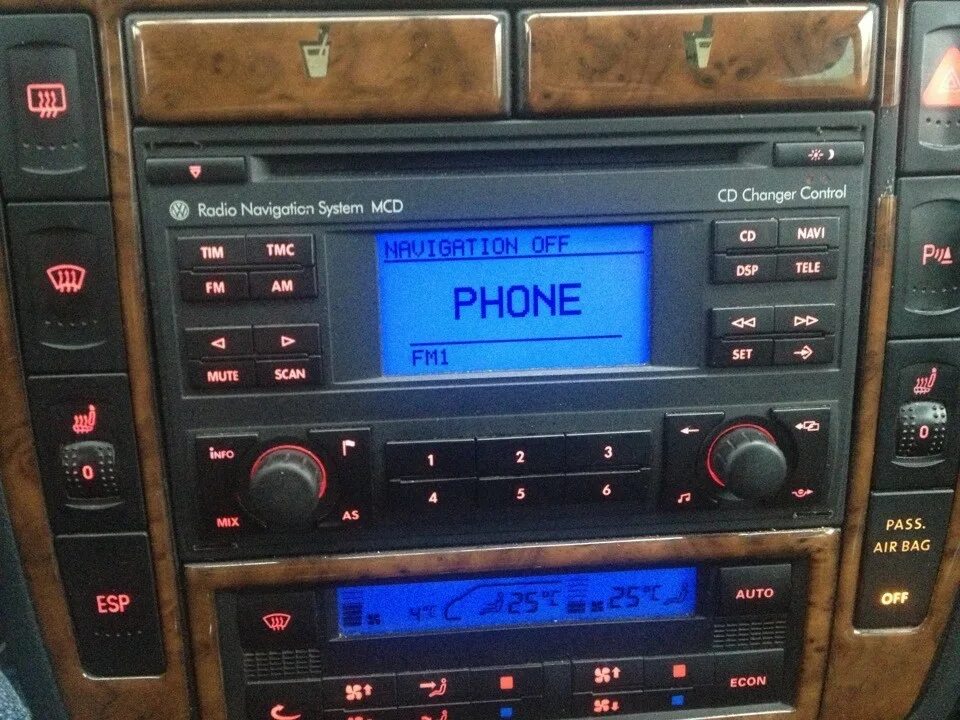 Radio Navigation System MCD
CD Changer Control
TIM TMC
FM AM
MUTE SCAN
NAVIGATION OFF
PHONE
FM1
CD NAVI
DSP TELE
SET
INFO
MIX AS
1 2 3
4 5 6
0
0
ESP
P
PASS.
AIR BAG
OFF
4°C 25°C 25°C
AUTO
ECON